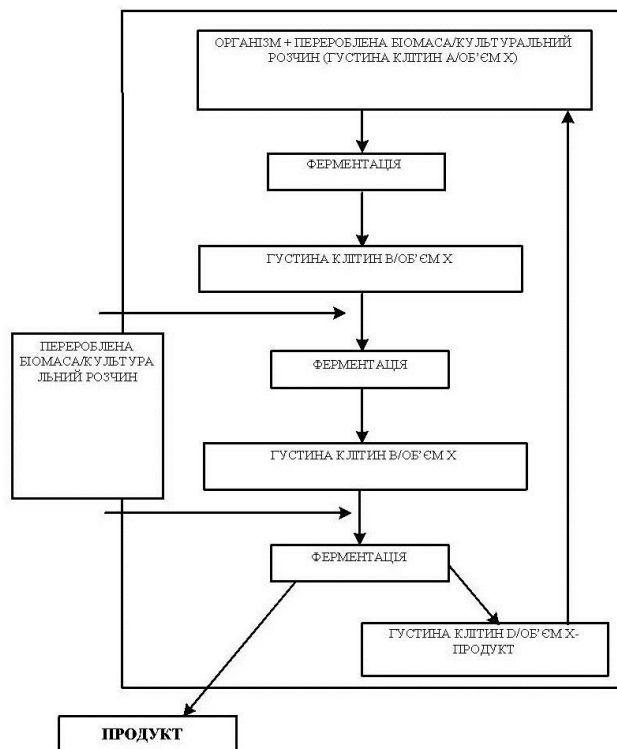 ОРГАНІЗМ + ПЕРЕРОБЛЕНА БІОМАСА/КУЛЬТУРАЛЬНИЙ
РОЗЧИН (ГУСТИНА КЛІТИН А/ОБ’ЄМ Х)
ФЕРМЕНТАЦІЯ
ГУСТИНА КЛІТИН В/ОБ’ЄМ Х
ПЕРЕРОБЛЕНА
БІОМАСА/КУЛЬТУРА
ЛЬНИЙ РОЗЧИН
ФЕРМЕНТАЦІЯ
ГУСТИНА КЛІТИН В/ОБ’ЄМ Х
ФЕРМЕНТАЦІЯ
ГУСТИНА КЛІТИН D/ОБ’ЄМ Х-
ПРОДУКТ
ПРОДУКТ